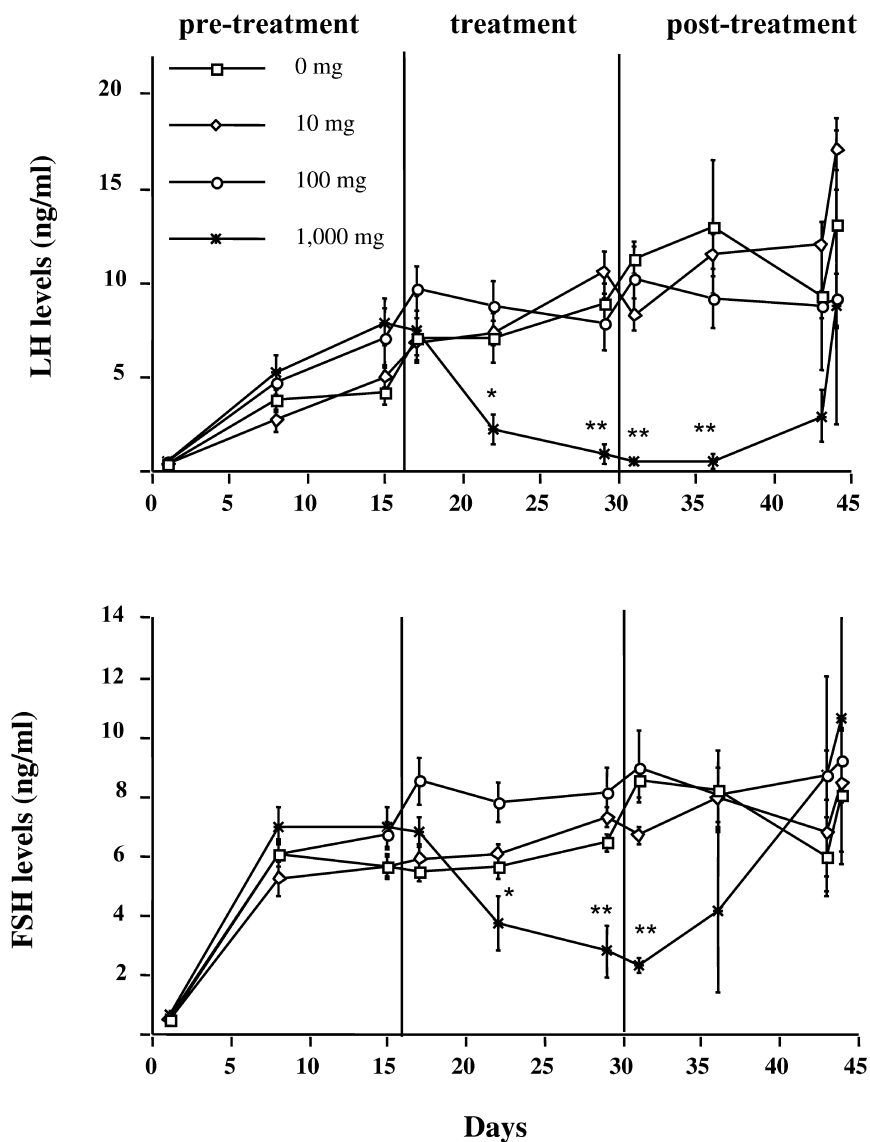 pre-treatment treatment post-treatment
0 mg
10 mg
100 mg
1,000 mg
LH levels (ng/ml)
20
15
10
5
*
**
**
**
0 5 10 15 20 25 30 35 40 45
FSH levels (ng/ml)
14
12
10
8
6
4
2
*
**
**
0 5 10 15 20 25 30 35 40 45
Days